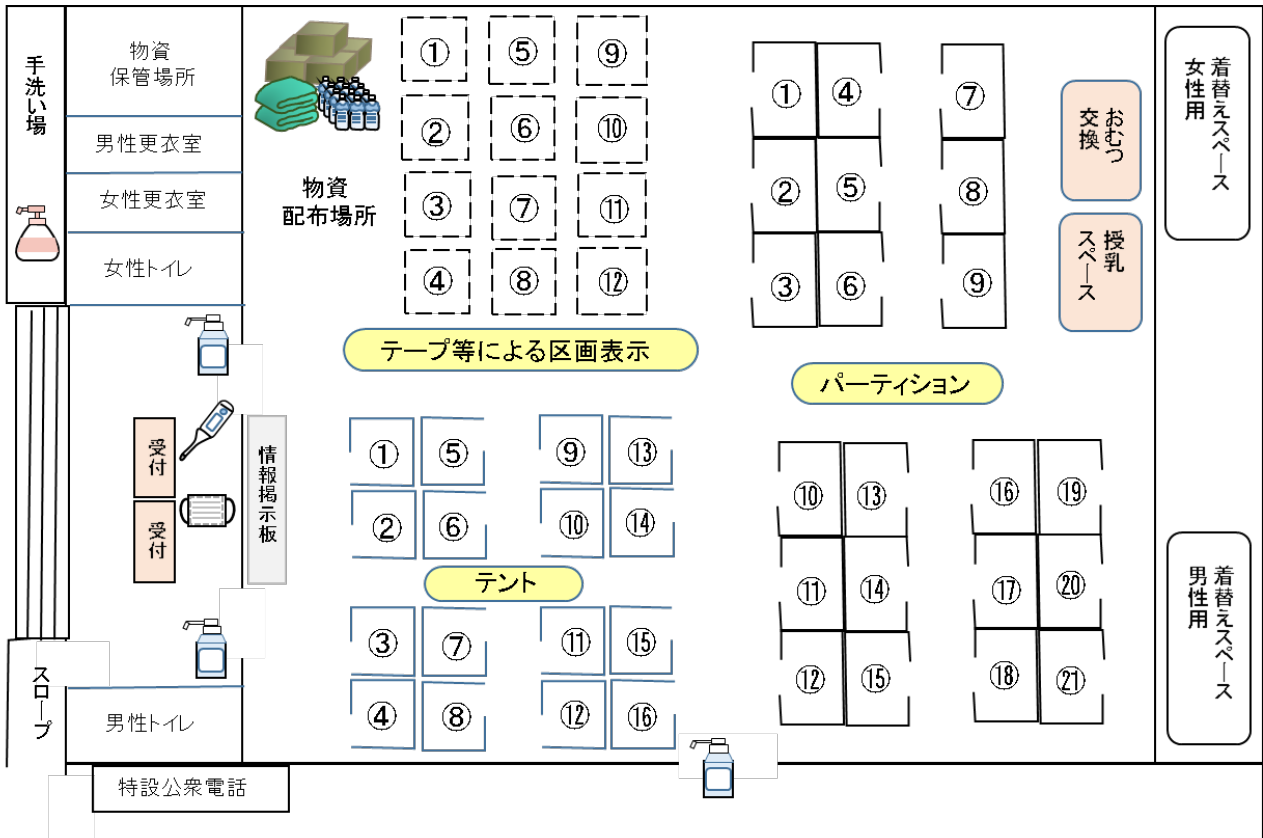 手洗い場
物資
保管場所
男性更衣室
女性更衣室
女性トイレ
物資
配布場所
① ⑤ ⑨
② ⑥ ⑩
③ ⑦ ⑪
④ ⑧ ⑫
テープ等による区画表示
① ④ ⑦
② ⑤ ⑧
③ ⑥ ⑨
パーティション
おむつ
交換
授乳
スペース
着替えスペース
女性用
受付
受付
情報掲示板
① ⑤ ⑨ ⑬
② ⑥ ⑩ ⑭
テント
③ ⑦ ⑪ ⑮
④ ⑧ ⑫ ⑯
⑩ ⑬ ⑯ ⑲
⑪ ⑭ ⑰ ⑳
⑫ ⑮ ⑱ ㉑
着替えスペース
男性用
スロープ
男性トイレ
特設公衆電話